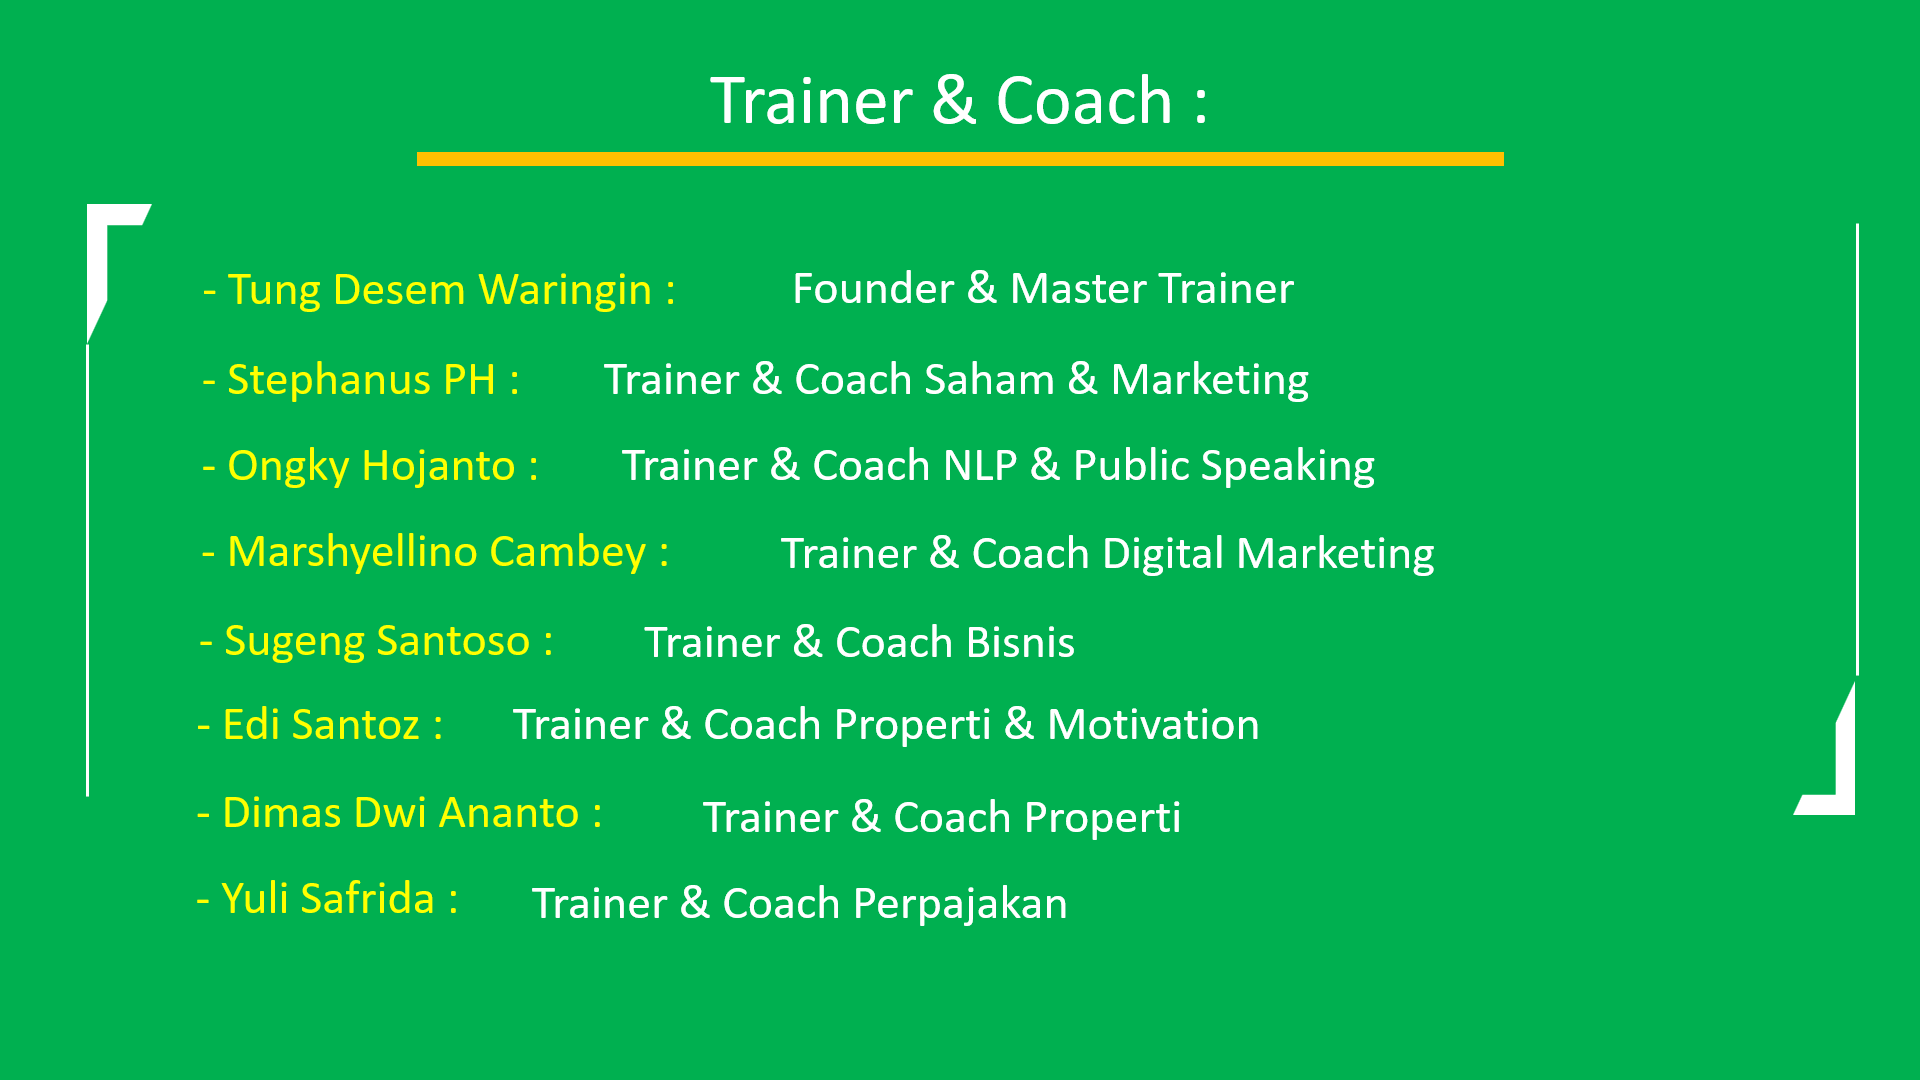 Trainer & Coach :
- Tung Desem Waringin : Founder & Master Trainer
- Stephanus PH : Trainer & Coach Saham & Marketing
- Ongky Hojanto : Trainer & Coach NLP & Public Speaking
- Marshyellino Cambey : Trainer & Coach Digital Marketing
- Sugeng Santoso : Trainer & Coach Bisnis
- Edi Santoz : Trainer & Coach Properti & Motivation
- Dimas Dwi Ananto : Trainer & Coach Properti
- Yuli Safrida : Trainer & Coach Perpajakan